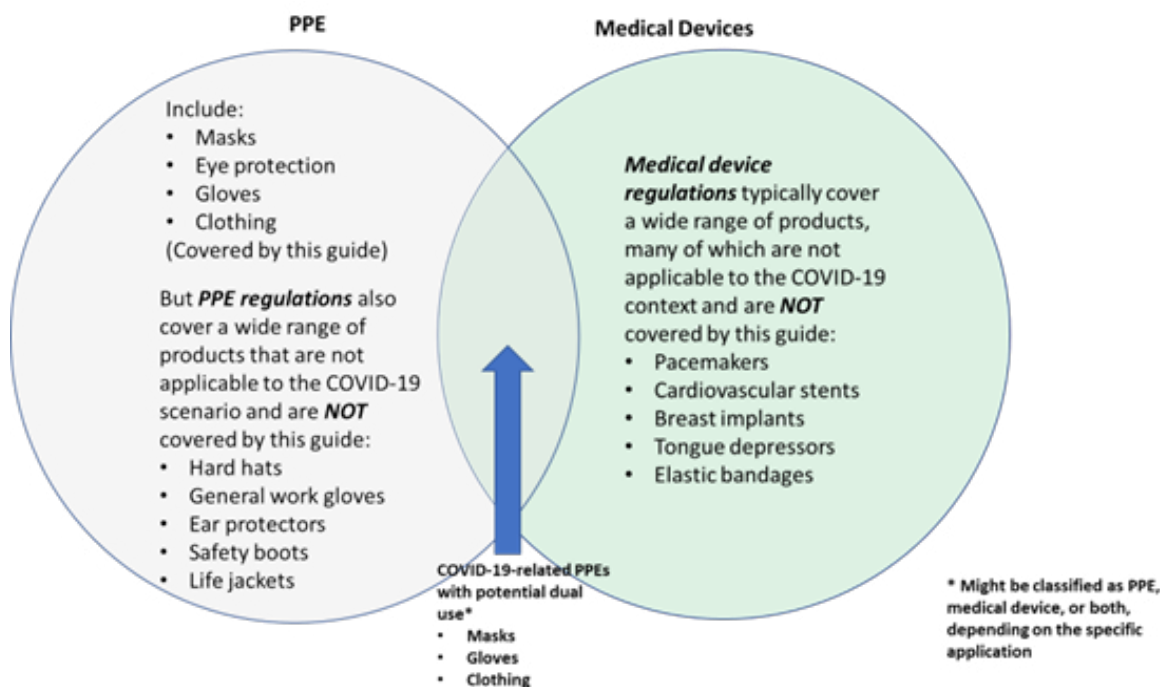 PPE
Medical Devices
Include:
• Masks
• Eye protection
• Gloves
• Clothing
(Covered by this guide)
But PPE regulations also
cover a wide range of
products that are not
applicable to the COVID-19
scenario and are NOT
covered by this guide:
• Hard hats
• General work gloves
• Ear protectors
• Safety boots
• Life jackets
Medical device
regulations typically cover
a wide range of products,
many of which are not
applicable to the COVID-19
context and are NOT
covered by this guide:
• Pacemakers
• Cardiovascular stents
• Breast implants
• Tongue depressors
• Elastic bandages
COVID-19-related PPEs
with potential dual
use*
• Masks
• Gloves
• Clothing
* Might be classified as PPE,
medical device, or both,
depending on the specific
application